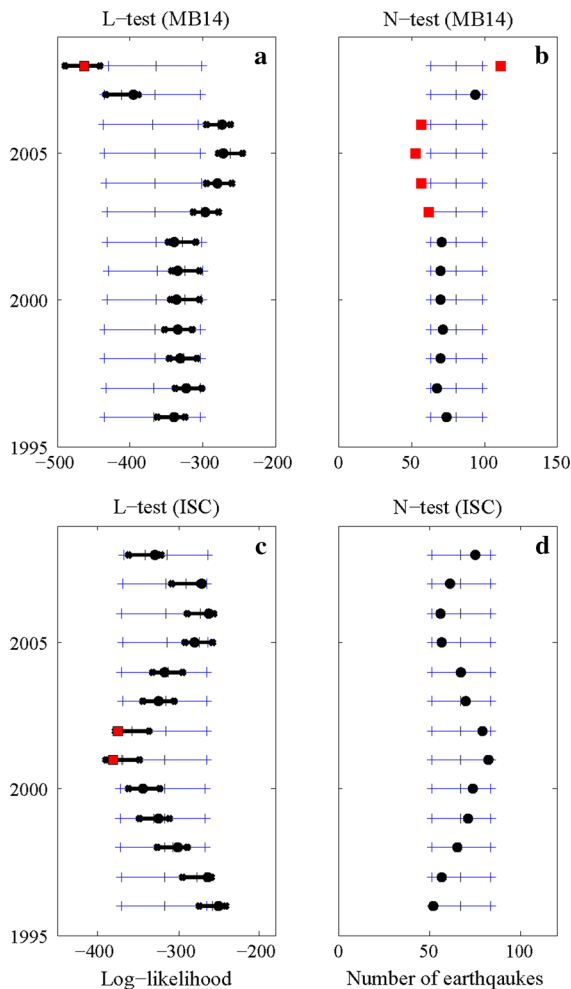 L−test (MB14)
N−test (MB14)
a
b
2005
2000
1995
−500
−400
−300
−200
0
50
100
150
L−test (ISC)
N−test (ISC)
c
d
2005
2000
1995
−400
−300
−200
0
50
100
Log−likelihood
Number of earthqaukes